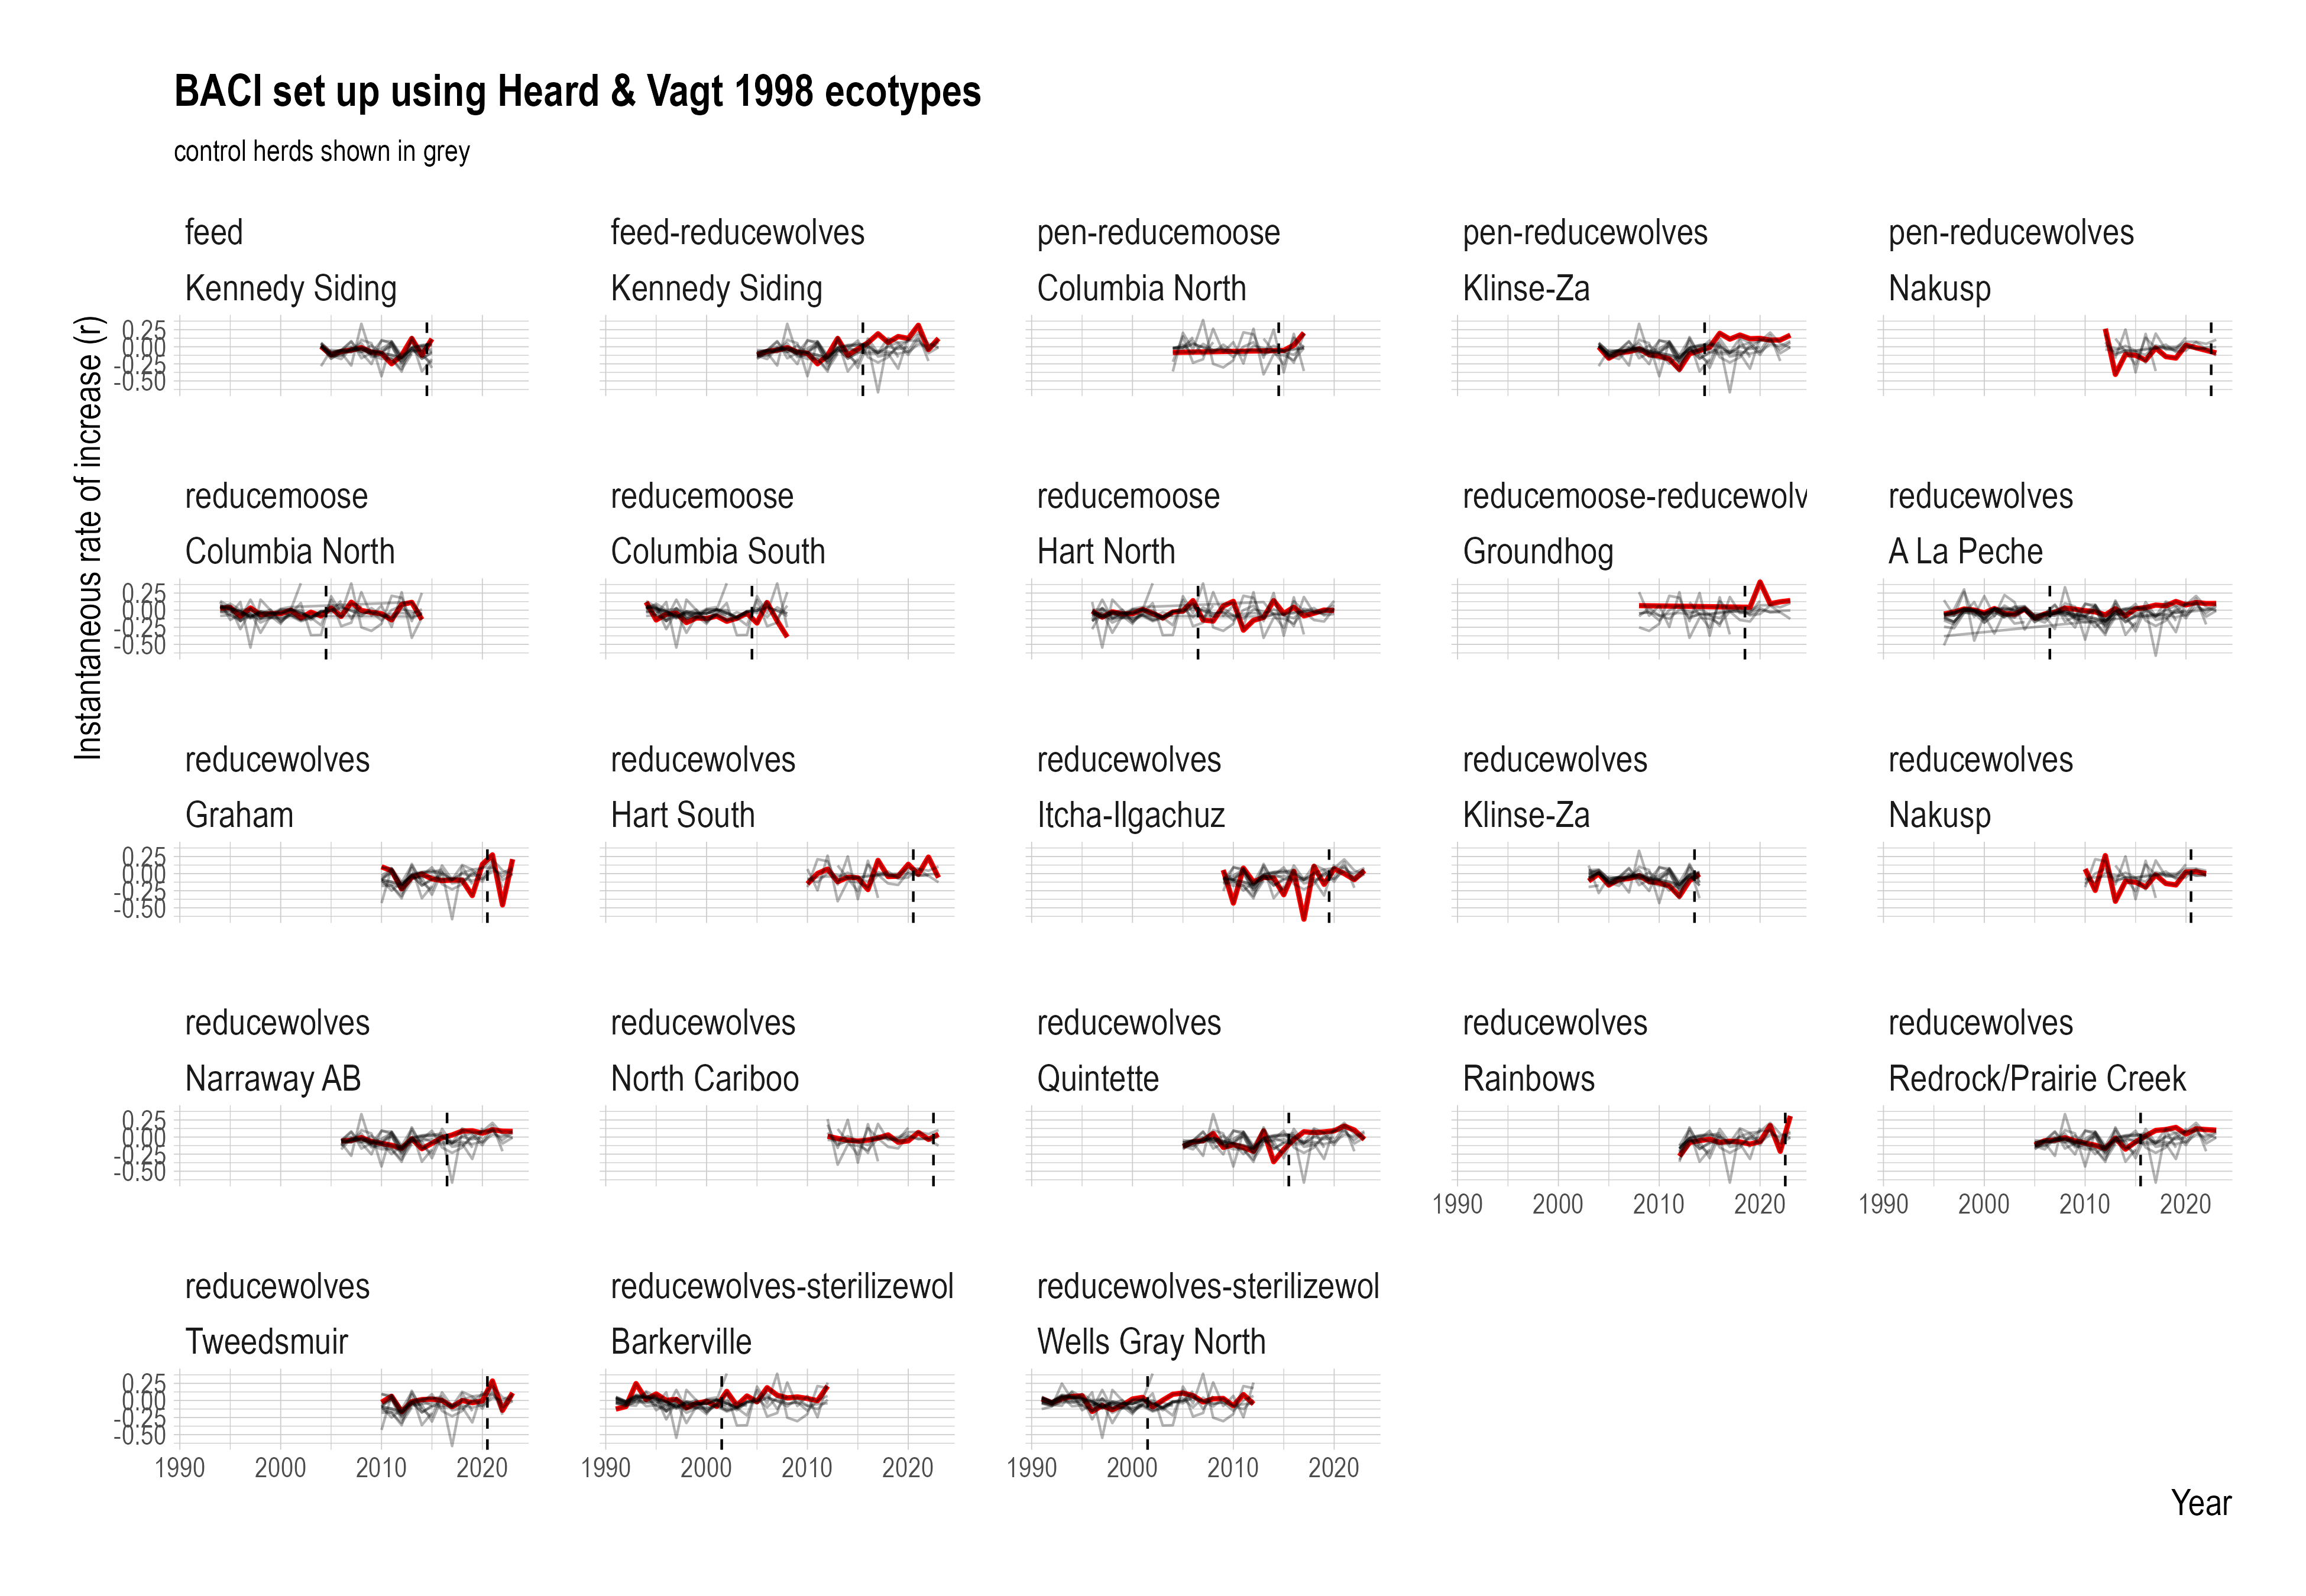 BACI set up using Heard & Vagt 1998 ecotypes
control herds shown in grey
Instantaneous rate of increase (r)
feed
Kennedy Siding
feed-reducewolves
Kennedy Siding
pen-reducemoose
Columbia North
pen-reducewolves
Klinse-Za
pen-reducewolves
Nakusp
0.25
0.00
-0.25
-0.50
reducemoose
Columbia North
reducemoose
Columbia South
reducemoose
Hart North
reducemoose-reducewolv
Groundhog
reducewolves
A La Peche
0.25
0.00
-0.25
-0.50
reducewolves
Graham
reducewolves
Hart South
reducewolves
Itcha-Ilgachuz
reducewolves
Klinse-Za
reducewolves
Nakusp
0.25
0.00
-0.25
-0.50
reducewolves
Narraway AB
reducewolves
North Cariboo
reducewolves
Quintette
reducewolves
Rainbows
reducewolves
Redrock/Prairie Creek
0.25
0.00
-0.25
-0.50
1990 2000 2010 2020
1990 2000 2010 2020
reducewolves
Tweedsmuir
reducewolves-sterilizewol
Barkerville
reducewolves-sterilizewol
Wells Gray North
0.25
0.00
-0.25
-0.50
1990 2000 2010 2020
1990 2000 2010 2020
1990 2000 2010 2020
Year